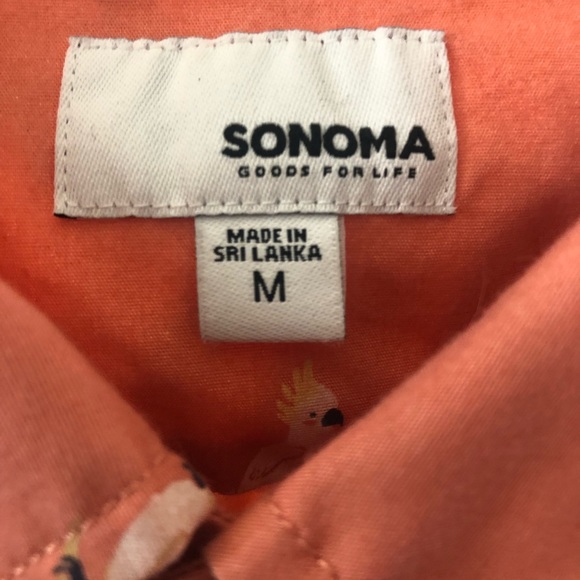 SONOMA
GOODS FOR LIFE
MADE IN
SRI LANKA
M